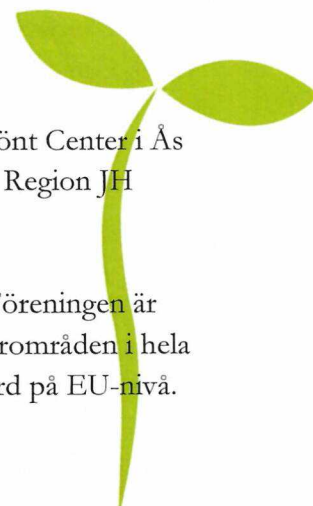 önt Center i Ås
Region JH
öreningen är
rområden i hela
rd på EU-nivå.